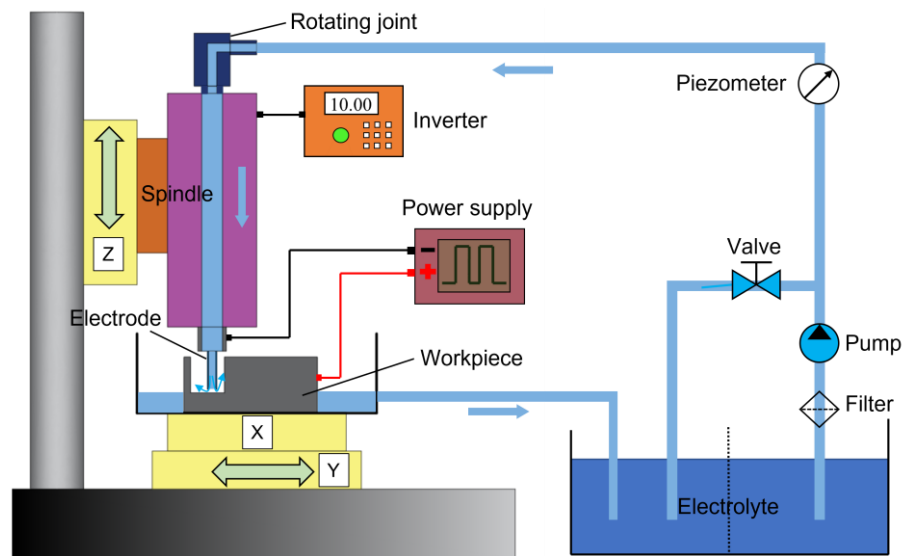 Rotating joint
Piezometer
10.00
Inverter
Spindle
Power supply
Z
Valve
Electrode
Pump
Workpiece
Filter
X
Y
Electrolyte